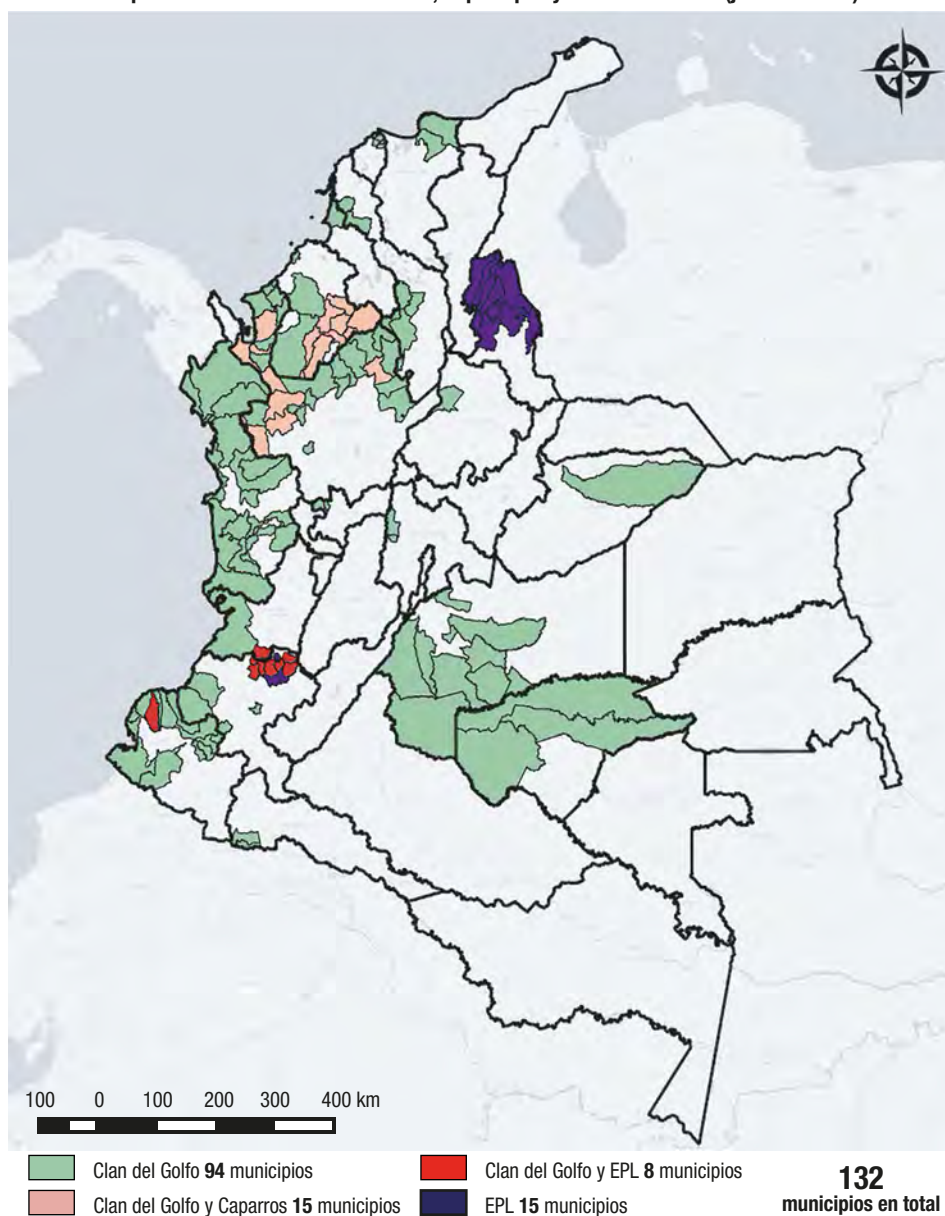 100 0 100 200 300 400 km
Clan del Golfo 94 municipios
Clan del Golfo y EPL 8 municipios
Clan del Golfo y Caparros 15 municipios
EPL 15 municipios
132
municipios en total